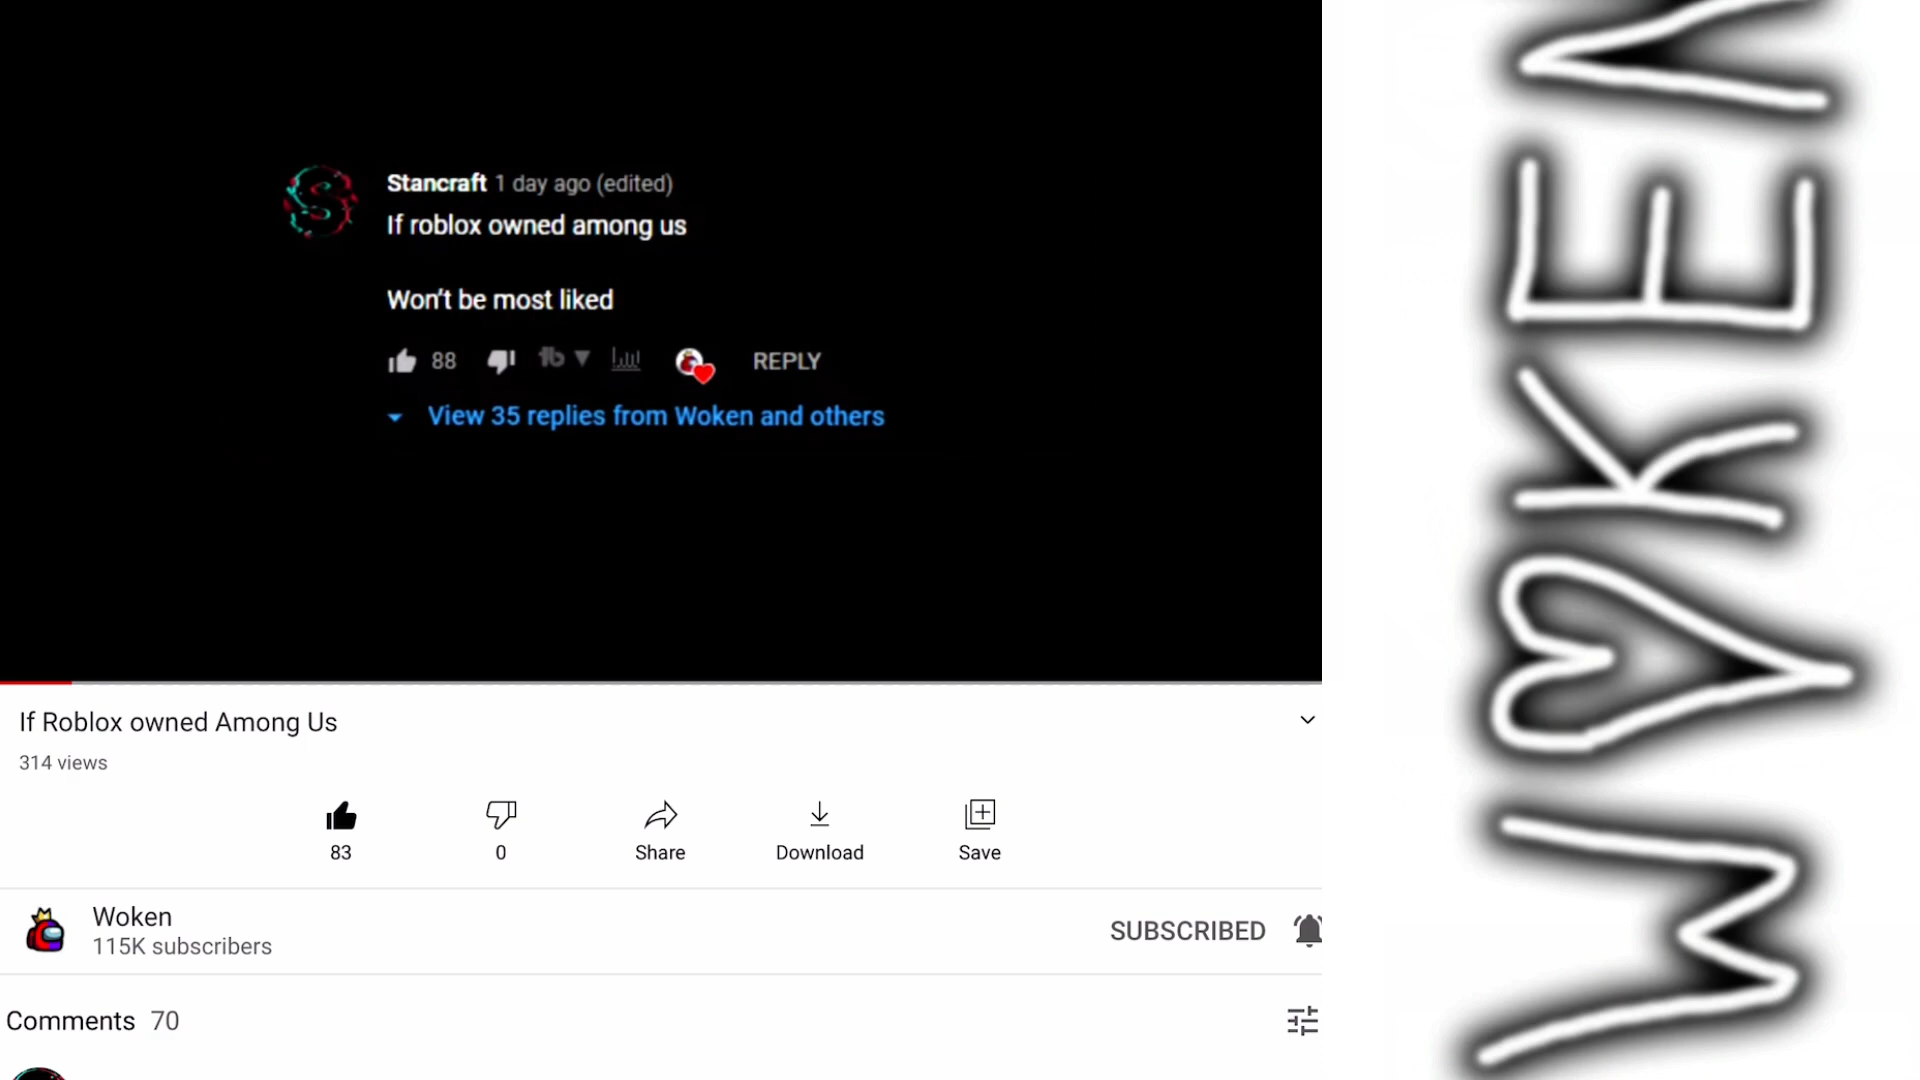 Stancraft 1 day ago (edited)
If roblox owned among us
Won't be most liked
88 REPLY
View 35 replies from Woken and others
If Roblox owned Among Us
314 views
83 0 Share Download Save
Woken
115K subscribers
SUBSCRIBED
Comments 70
W♡KEN